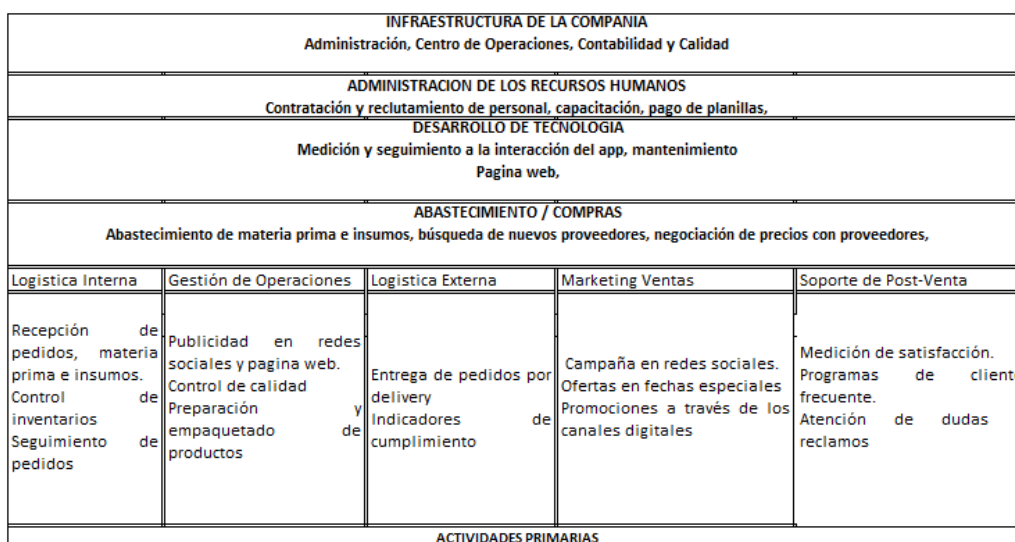 INFRAESTRUCTURA DE LA COMPAÑIA
Administración, Centro de Operaciones, Contabilidad y Calidad
ADMINISTRACION DE LOS RECURSOS HUMANOS
Contratación y reclutamiento de personal, capacitación, pago de planillas,
DESARROLLO DE TECNOLOGIA
Medición y seguimiento a la interacción del app, mantenimiento
Pagina web,
ABASTECIMIENTO / COMPRAS
Abastecimiento de materia prima e insumos, búsqueda de nuevos proveedores, negociación de precios con proveedores,
Logistica Interna
Gestión de Operaciones
Logistica Externa
Marketing Ventas
Soporte de Post-Venta
Recepción de
pedidos, materia
prima e insumos.
Control de
inventarios
Seguimiento de
pedidos
Publicidad en redes
sociales y pagina web.
Control de calidad
Preparación y
empaquetado de
productos
Entrega de pedidos por
delivery
Indicadores de
cumplimiento
Campaña en redes sociales.
Ofertas en fechas especiales
Promociones a través de los
canales digitales
Medición de satisfacción.
Programas de cliente
frecuente.
Atención de dudas
reclamos
ACTIVIDADES PRIMARIAS